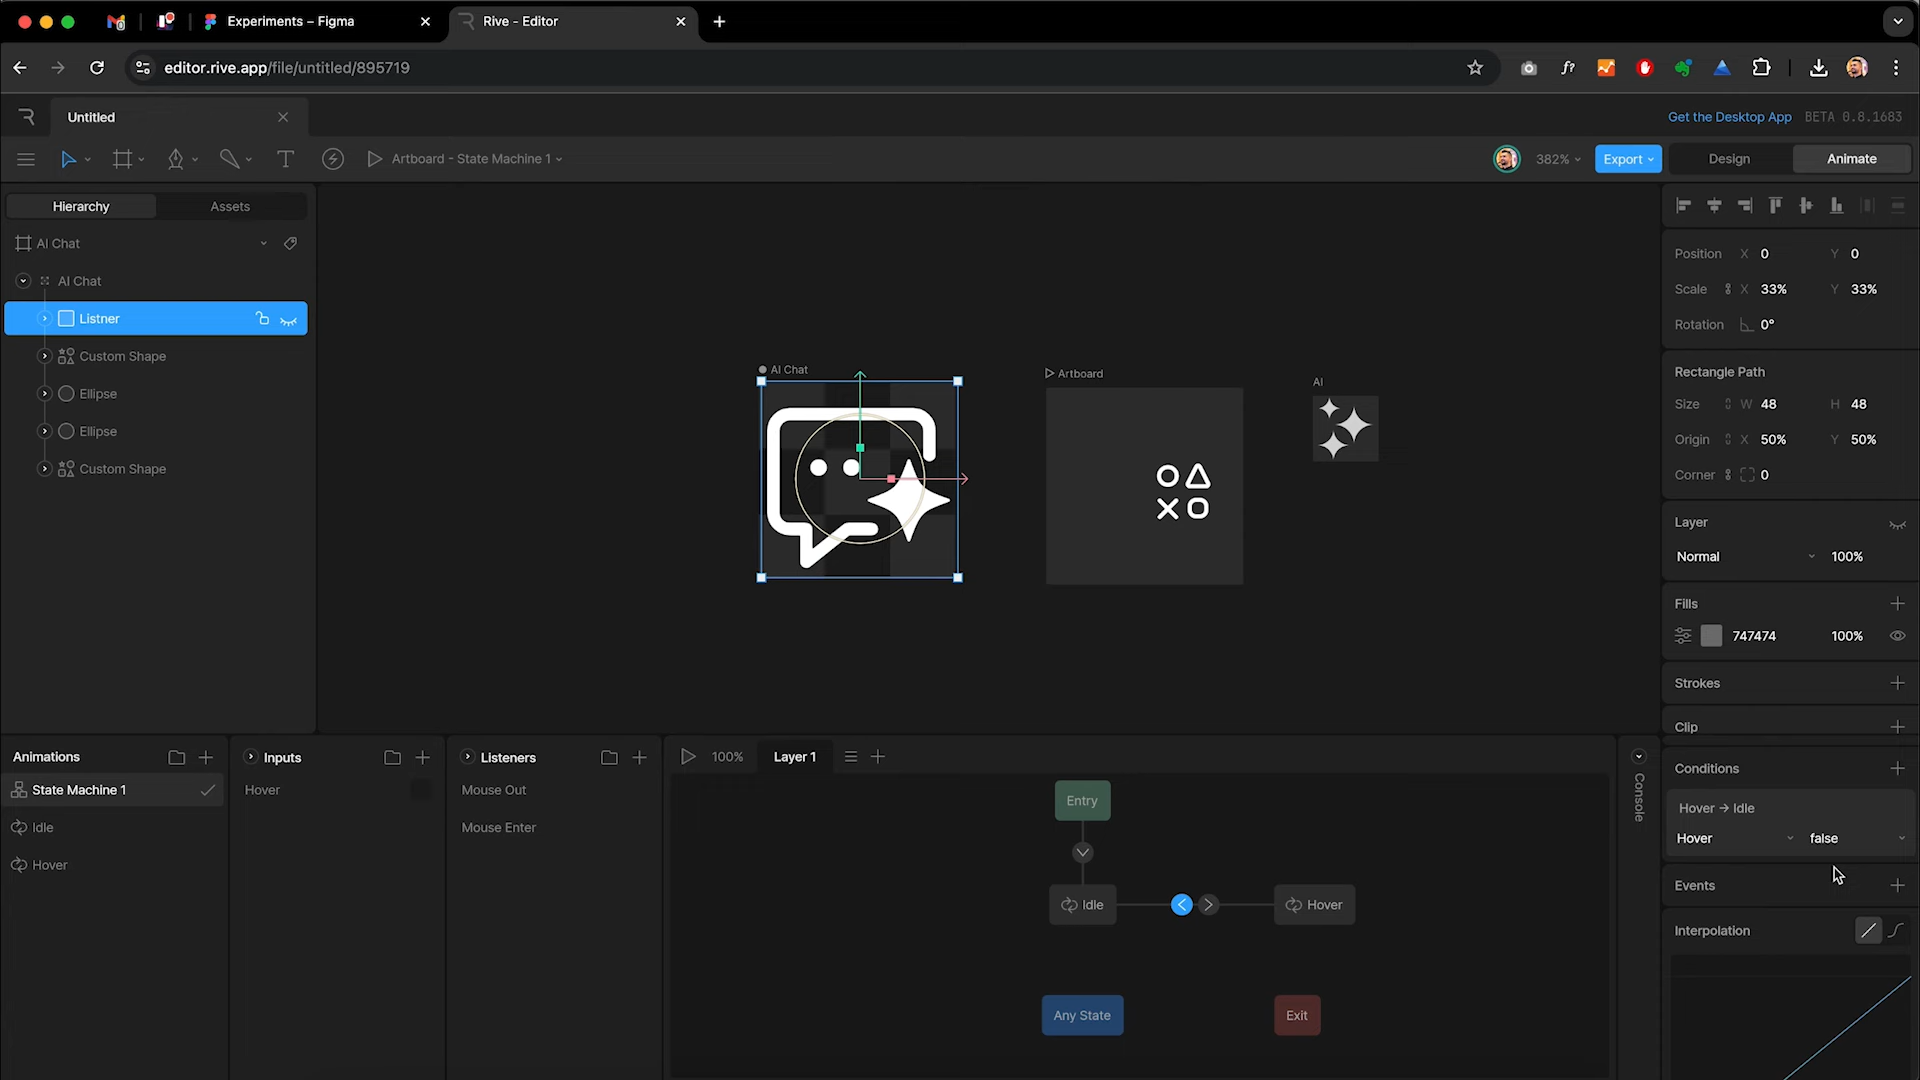 Experiments – Figma
Rive - Editor
editor.rive.app/file/untitled/895719
Untitled
Get the Desktop App
BETA 0.8.1683
Artboard - State Machine 1
382%
Export
Design
Animate
Hierarchy
Assets
AI Chat
AI Chat
Listner
Custom Shape
Ellipse
Ellipse
Custom Shape
AI Chat
Artboard
AI
Position X 0 Y 0
Scale X 33% Y 33%
Rotation 0°
Rectangle Path
Size W 48 H 48
Origin X 50% Y 50%
Corner 0
Layer
Normal 100%
Fills
747474 100%
Strokes
Clip
Conditions
Hover → Idle
Hover false
Events
Interpolation
Animations
State Machine 1
Idle
Hover
Inputs
Hover
Listeners
Mouse Out
Mouse Enter
100%
Layer 1
Entry
Idle
Hover
Any State
Exit
Console